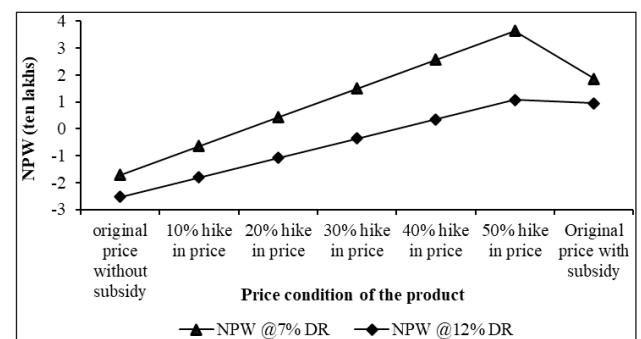 NPW (ten lakhs)
4
3
2
1
0
-1
-2
-3
original price without subsidy
10% hike in price
20% hike in price
30% hike in price
40% hike in price
50% hike in price
Original price with subsidy
Price condition of the product
NPW @7% DR
NPW @12% DR